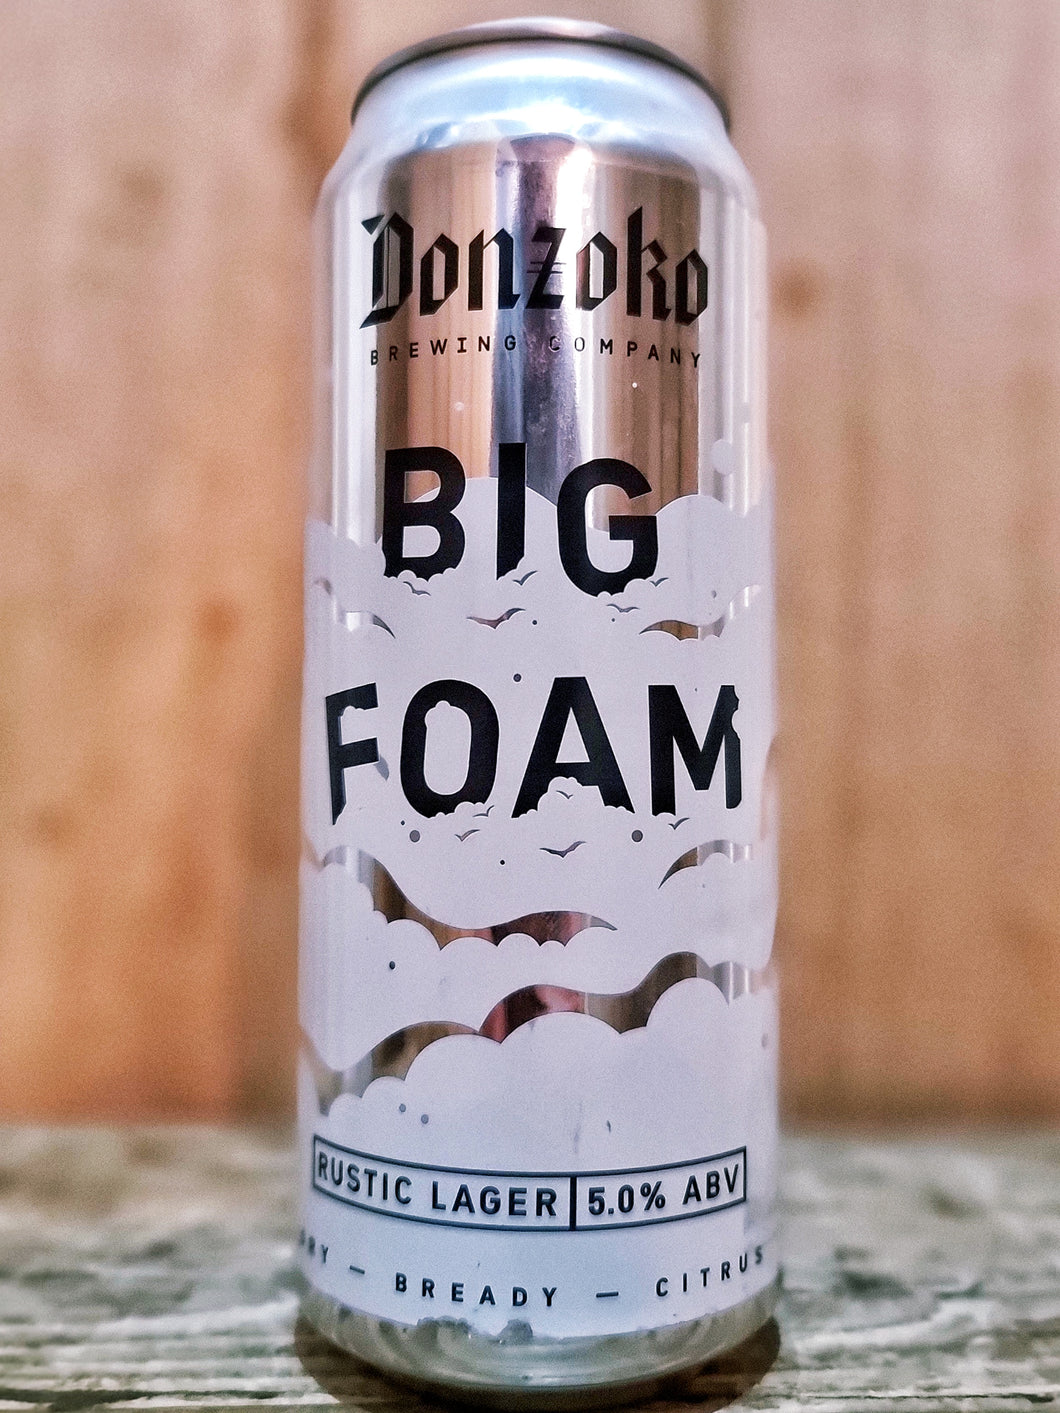 Donzoko
BREWING COMPANY
BIG
FOAM
RUSTIC LAGER 5.0% ABV
— BREADY — CITRUS